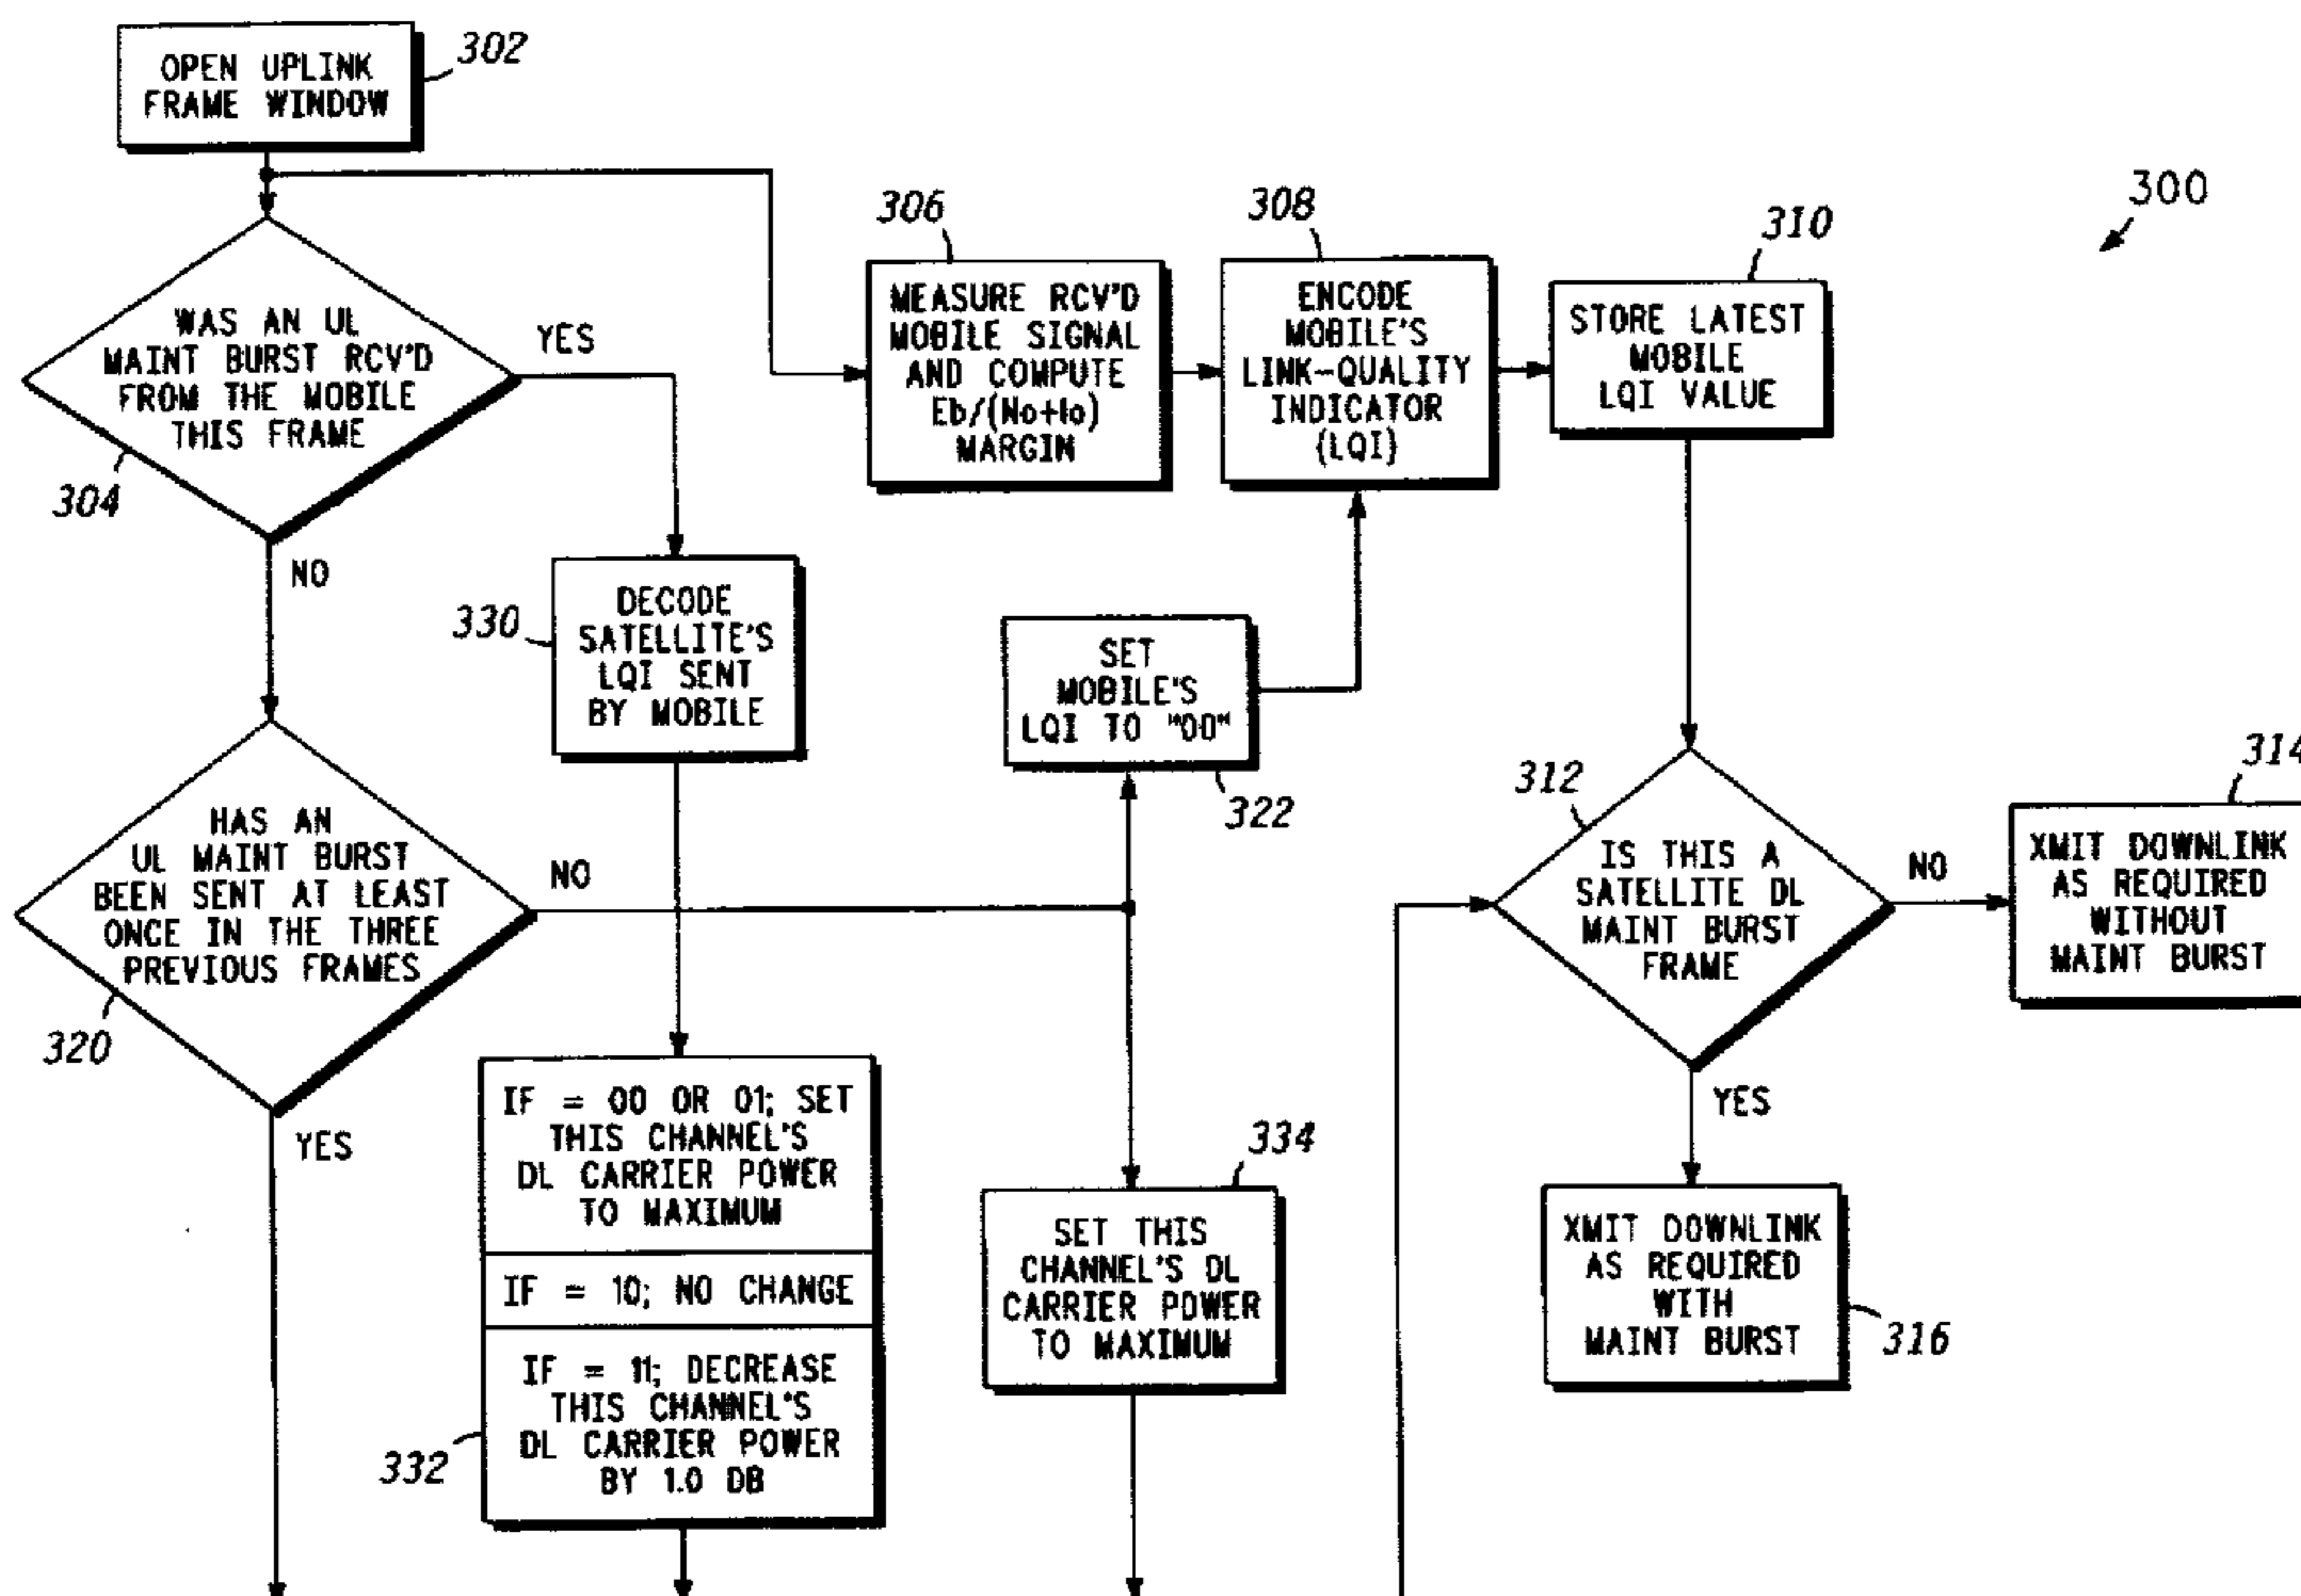 OPEN UPLINK
FRAME WINDOW
302
300
WAS AN UL
MAINT BURST RCV'D
FROM THE MOBILE
THIS FRAME
304
YES
NO
306
MEASURE RCV'D
MOBILE SIGNAL
AND COMPUTE
Eb/(No+Io)
MARGIN
308
ENCODE
MOBILE'S
LINK-QUALITY
INDICATOR
(LQI)
310
STORE LATEST
MOBILE
LQI VALUE
330
DECODE
SATELLITE'S
LQI SENT
BY MOBILE
SET
MOBILE'S
LQI TO "00"
322
HAS AN
UL MAINT BURST
BEEN SENT AT LEAST
ONCE IN THE THREE
PREVIOUS FRAMES
320
NO
YES
312
IS THIS A
SATELLITE DL
MAINT BURST
FRAME
NO
YES
314
XMIT DOWNLINK
AS REQUIRED
WITHOUT
MAINT BURST
IF = 00 OR 01; SET
THIS CHANNEL'S
DL CARRIER POWER
TO MAXIMUM
IF = 10; NO CHANGE
IF = 11; DECREASE
THIS CHANNEL'S
DL CARRIER POWER
BY 1.0 DB
332
334
SET THIS
CHANNEL'S DL
CARRIER POWER
TO MAXIMUM
XMIT DOWNLINK
AS REQUIRED
WITH
MAINT BURST
316